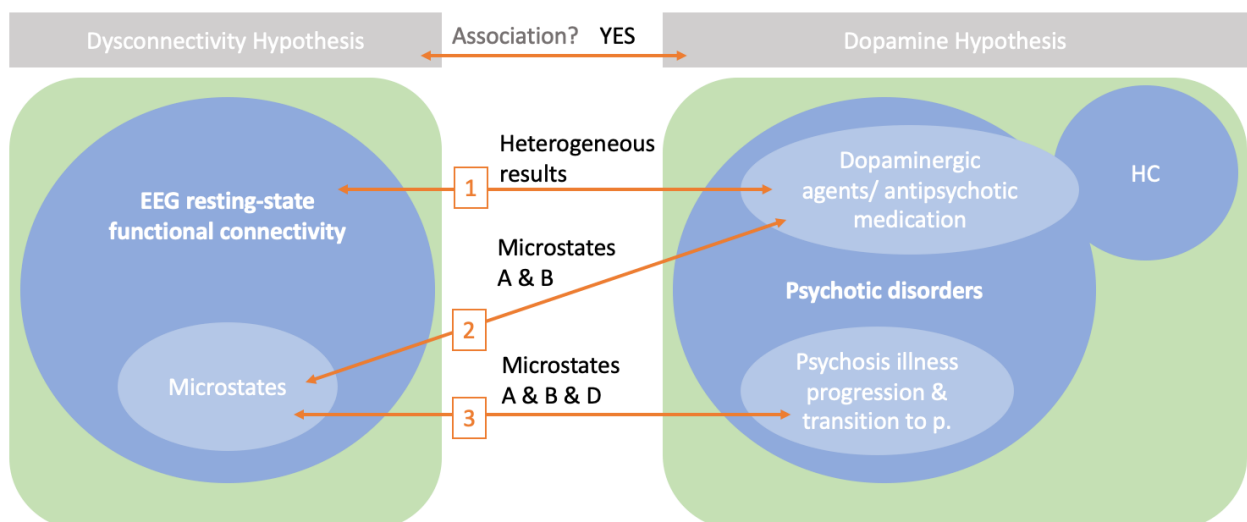 Dysconnectivity Hypothesis
Association? YES
Dopamine Hypothesis
EEG resting-state
functional connectivity
Microstates
Heterogeneous
results
1
Microstates
A & B
2
Microstates
A & B & D
3
Dopaminergic
agents/ antipsychotic
medication
HC
Psychotic disorders
Psychosis illness
progression &
transition to p.